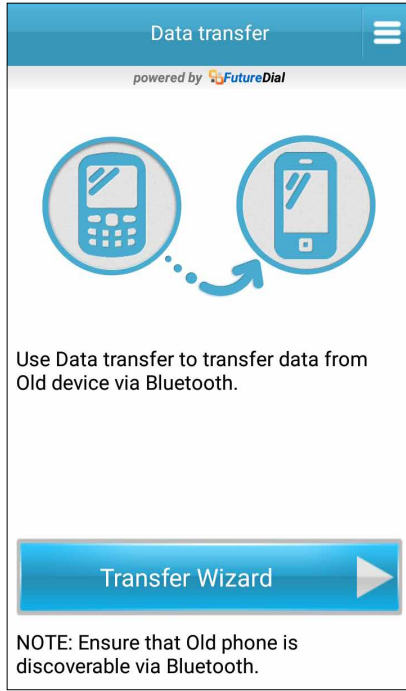 Data transfer
powered by FutureDial
Use Data transfer to transfer data from
Old device via Bluetooth.
Transfer Wizard
NOTE: Ensure that Old phone is
discoverable via Bluetooth.